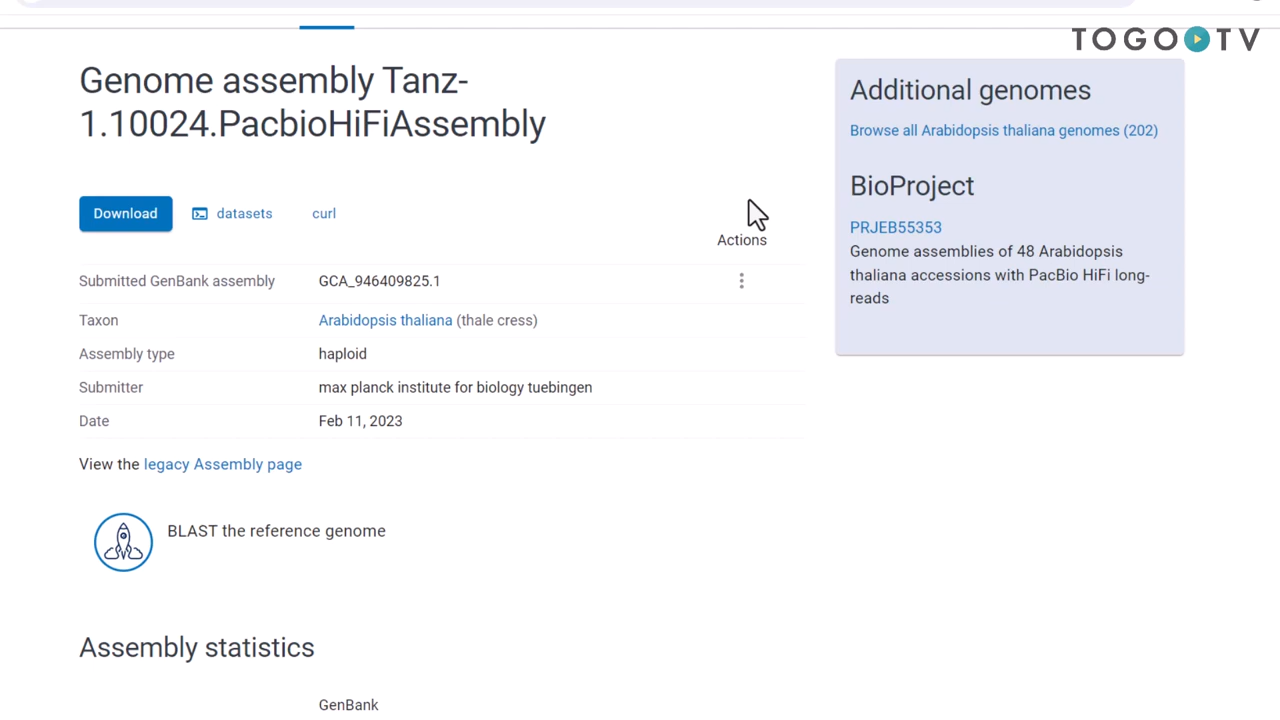 TOGO TV
Genome assembly Tanz-
1.10024.PacbioHiFiAssembly
Download
datasets
curl
Actions
Submitted GenBank assembly
GCA_946409825.1
Taxon
Arabidopsis thaliana (thale cress)
Assembly type
haploid
Submitter
max planck institute for biology tuebingen
Date
Feb 11, 2023
View the legacy Assembly page
BLAST the reference genome
Assembly statistics
GenBank
Additional genomes
Browse all Arabidopsis thaliana genomes (202)
BioProject
PRJEB55353
Genome assemblies of 48 Arabidopsis
thaliana accessions with PacBio HiFi long-
reads